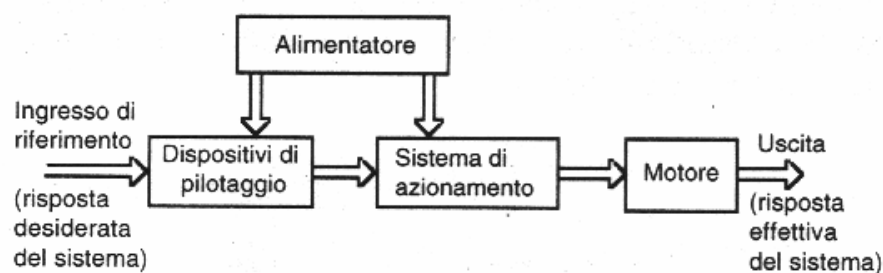 Alimentatore
Ingresso di
riferimento
(risposta
desiderata
del sistema)
Dispositivi di
pilotaggio
Sistema di
azionamento
Motore
Uscita
(risposta
effettiva
del sistema)